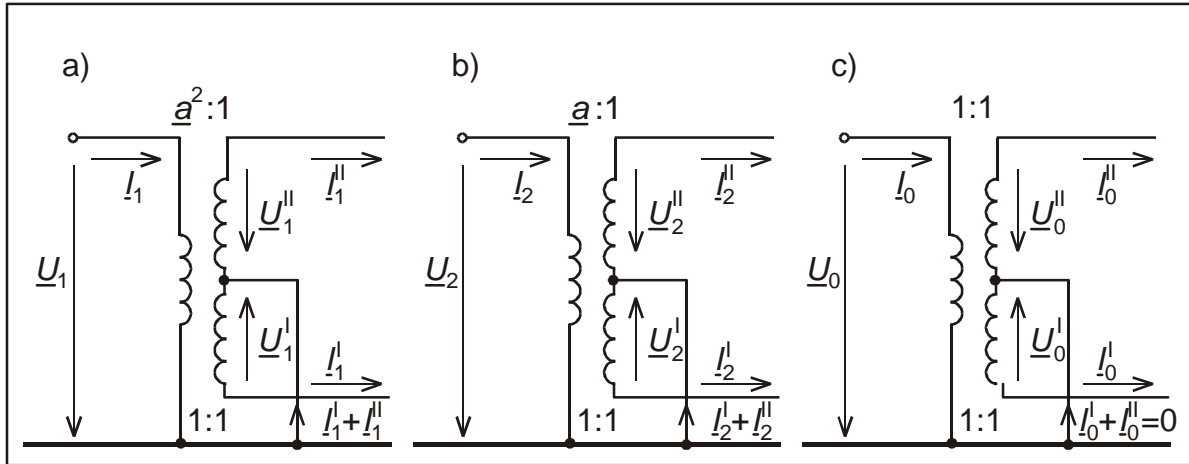 a) b) c)
a²:1 a:1 1:1
I₁ I₁ᴵᴵ I₂ I₂ᴵᴵ I₀ I₀ᴵᴵ
U₁ᴵᴵ U₂ᴵᴵ U₀ᴵᴵ
U₁ U₂ U₀
U₁ᴵ U₂ᴵ U₀ᴵ
I₁ᴵ I₂ᴵ I₀ᴵ
1:1 I₁ᴵ+I₁ᴵᴵ 1:1 I₂ᴵ+I₂ᴵᴵ 1:1 I₀ᴵ+I₀ᴵᴵ=0